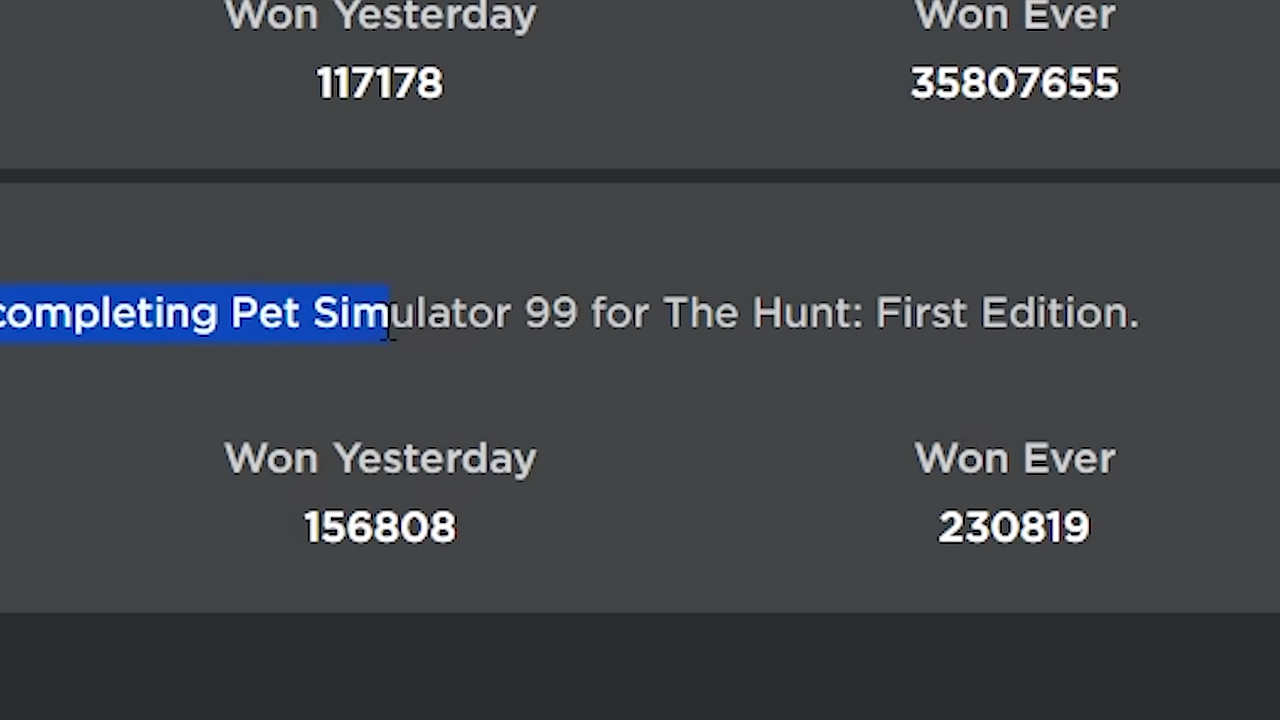 Won Yesterday Won Ever
117178 35807655
completing Pet Simulator 99 for The Hunt: First Edition.
Won Yesterday Won Ever
156808 230819